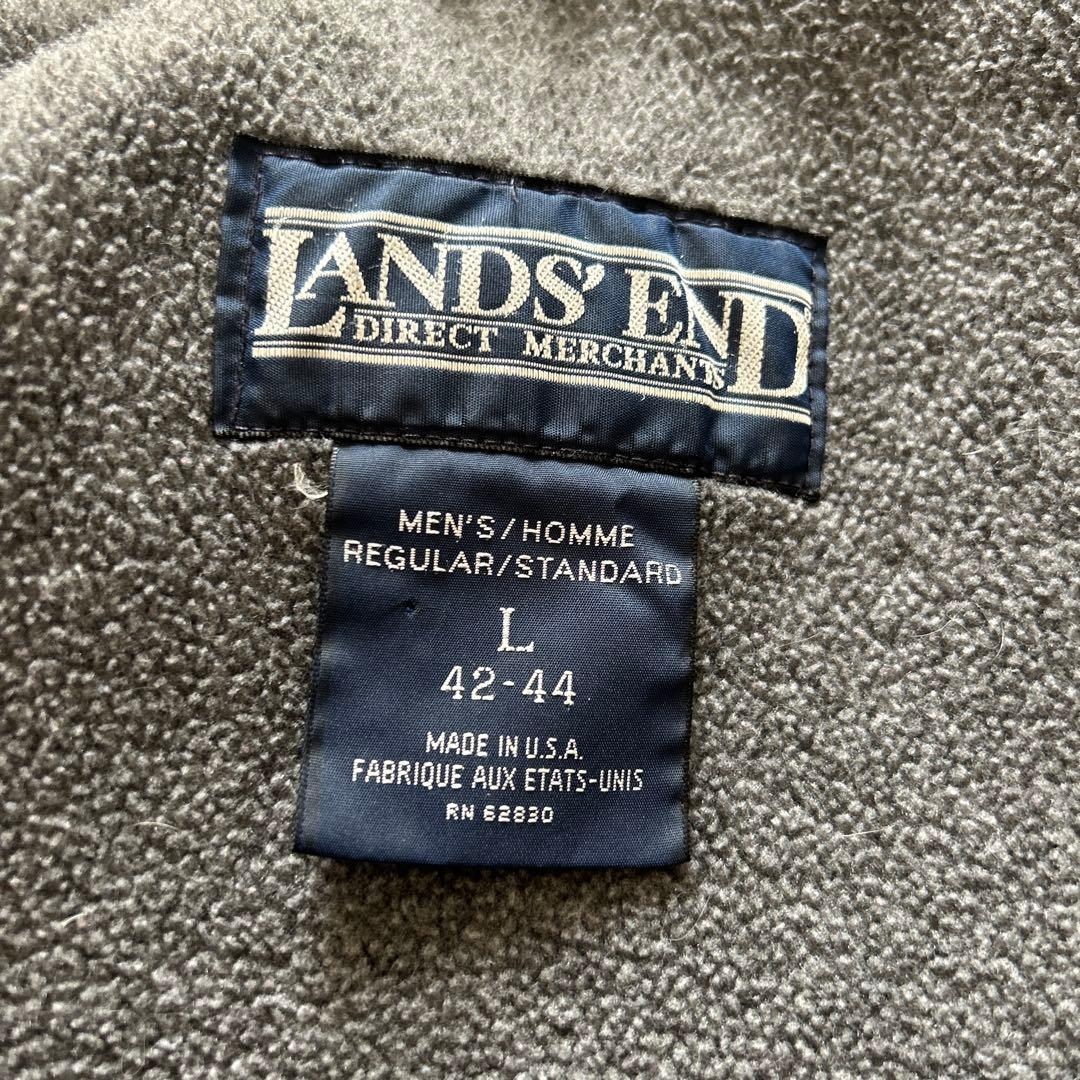 LANDS' END
DIRECT MERCHANTS
MEN'S/HOMME
REGULAR/STANDARD
L
42-44
MADE IN U.S.A.
FABRIQUE AUX ETATS-UNIS
RN 62830